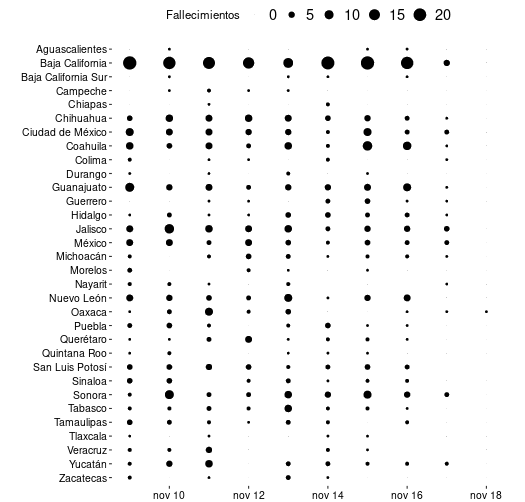 Fallecimientos 0 5 10 15 20
Aguascalientes
Baja California
Baja California Sur
Campeche
Chiapas
Chihuahua
Ciudad de México
Coahuila
Colima
Durango
Guanajuato
Guerrero
Hidalgo
Jalisco
México
Michoacán
Morelos
Nayarit
Nuevo León
Oaxaca
Puebla
Querétaro
Quintana Roo
San Luis Potosí
Sinaloa
Sonora
Tabasco
Tamaulipas
Tlaxcala
Veracruz
Yucatán
Zacatecas
nov 10 nov 12 nov 14 nov 16 nov 18